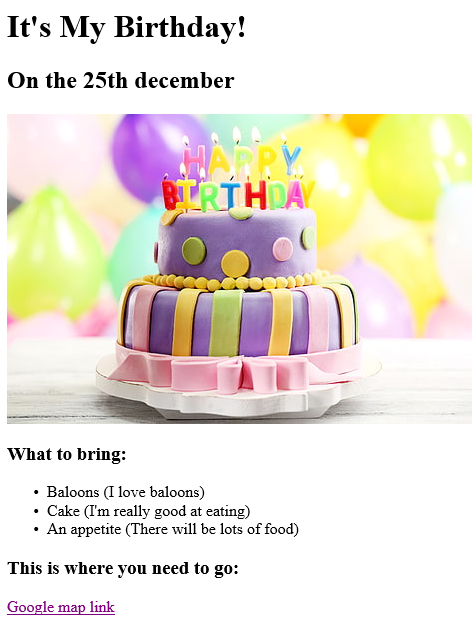 It's My Birthday!
On the 25th december
HAPPY
BIRTHDAY
What to bring:
• Baloons (I love baloons)
• Cake (I'm really good at eating)
• An appetite (There will be lots of food)
This is where you need to go:
Google map link